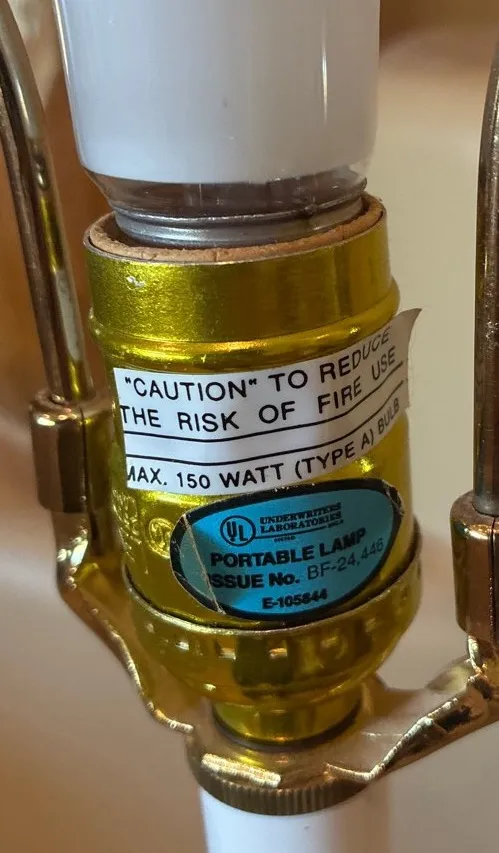 "CAUTION" TO REDUCE
THE RISK OF FIRE USE
MAX. 150 WATT (TYPE A) BULB
UL UNDERWRITERS
LABORATORIES
PORTABLE LAMP
ISSUE No. BF-24,446
E-105844